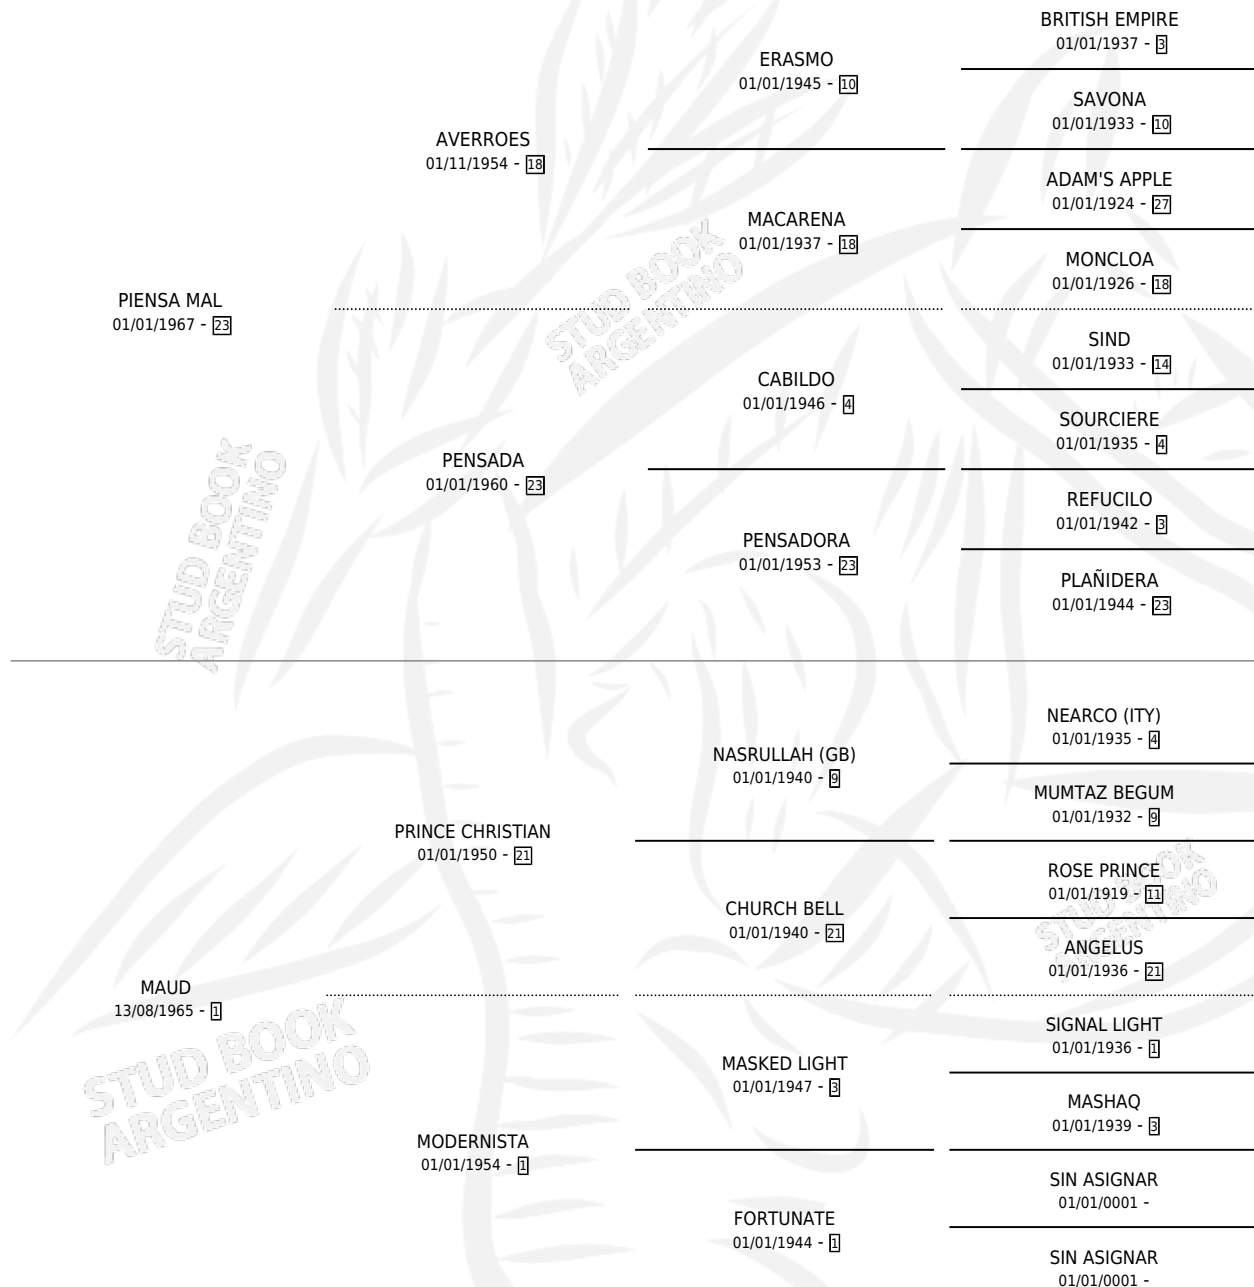 PIENSA MAL
01/01/1967 - 23
AVERROES
01/11/1954 - 18
PENSADA
01/01/1960 - 23
ERASMO
01/01/1945 - 10
MACARENA
01/01/1937 - 18
CABILDO
01/01/1946 - 4
PENSADORA
01/01/1953 - 23
BRITISH EMPIRE
01/01/1937 - 3
SAVONA
01/01/1933 - 10
ADAM'S APPLE
01/01/1924 - 27
MONCLOA
01/01/1926 - 18
SIND
01/01/1933 - 14
SOURCIERE
01/01/1935 - 4
REFUCILO
01/01/1942 - 3
PLAÑIDERA
01/01/1944 - 23
MAUD
13/08/1965 - 1
PRINCE CHRISTIAN
01/01/1950 - 21
MODERNISTA
01/01/1954 - 1
NASRULLAH (GB)
01/01/1940 - 9
CHURCH BELL
01/01/1940 - 21
MASKED LIGHT
01/01/1947 - 3
FORTUNATE
01/01/1944 - 1
NEARCO (ITY)
01/01/1935 - 4
MUMTAZ BEGUM
01/01/1932 - 9
ROSE PRINCE
01/01/1919 - 11
ANGELUS
01/01/1936 - 21
SIGNAL LIGHT
01/01/1936 - 1
MASHAQ
01/01/1939 - 3
SIN ASIGNAR
01/01/0001 -
SIN ASIGNAR
01/01/0001 -
STUD BOOK
ARGENTINO
STUD BOOK
ARGENTINO
STUD BOOK
ARGENTINO
STUD BOOK
ARGENTINO